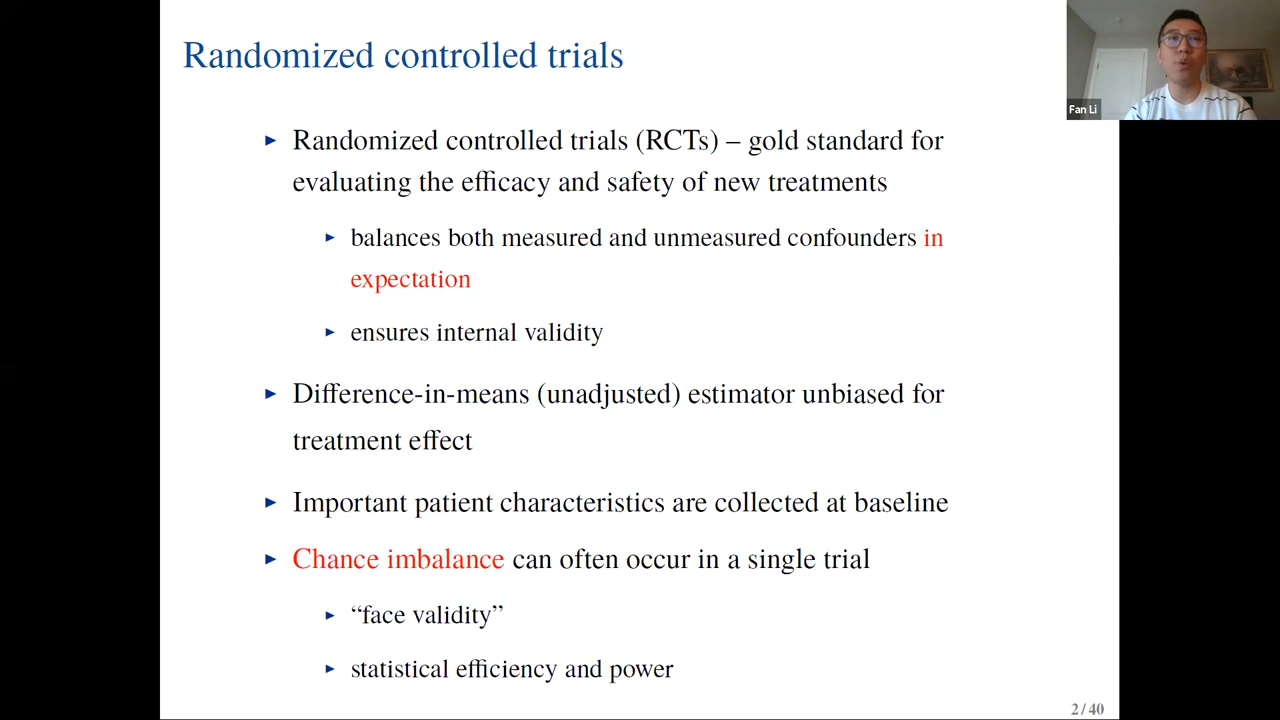 Randomized controlled trials
Fan Li
▶ Randomized controlled trials (RCTs) – gold standard for
evaluating the efficacy and safety of new treatments
▶ balances both measured and unmeasured confounders in
expectation
▶ ensures internal validity
▶ Difference-in-means (unadjusted) estimator unbiased for
treatment effect
▶ Important patient characteristics are collected at baseline
▶ Chance imbalance can often occur in a single trial
▶ “face validity”
▶ statistical efficiency and power
2 / 40